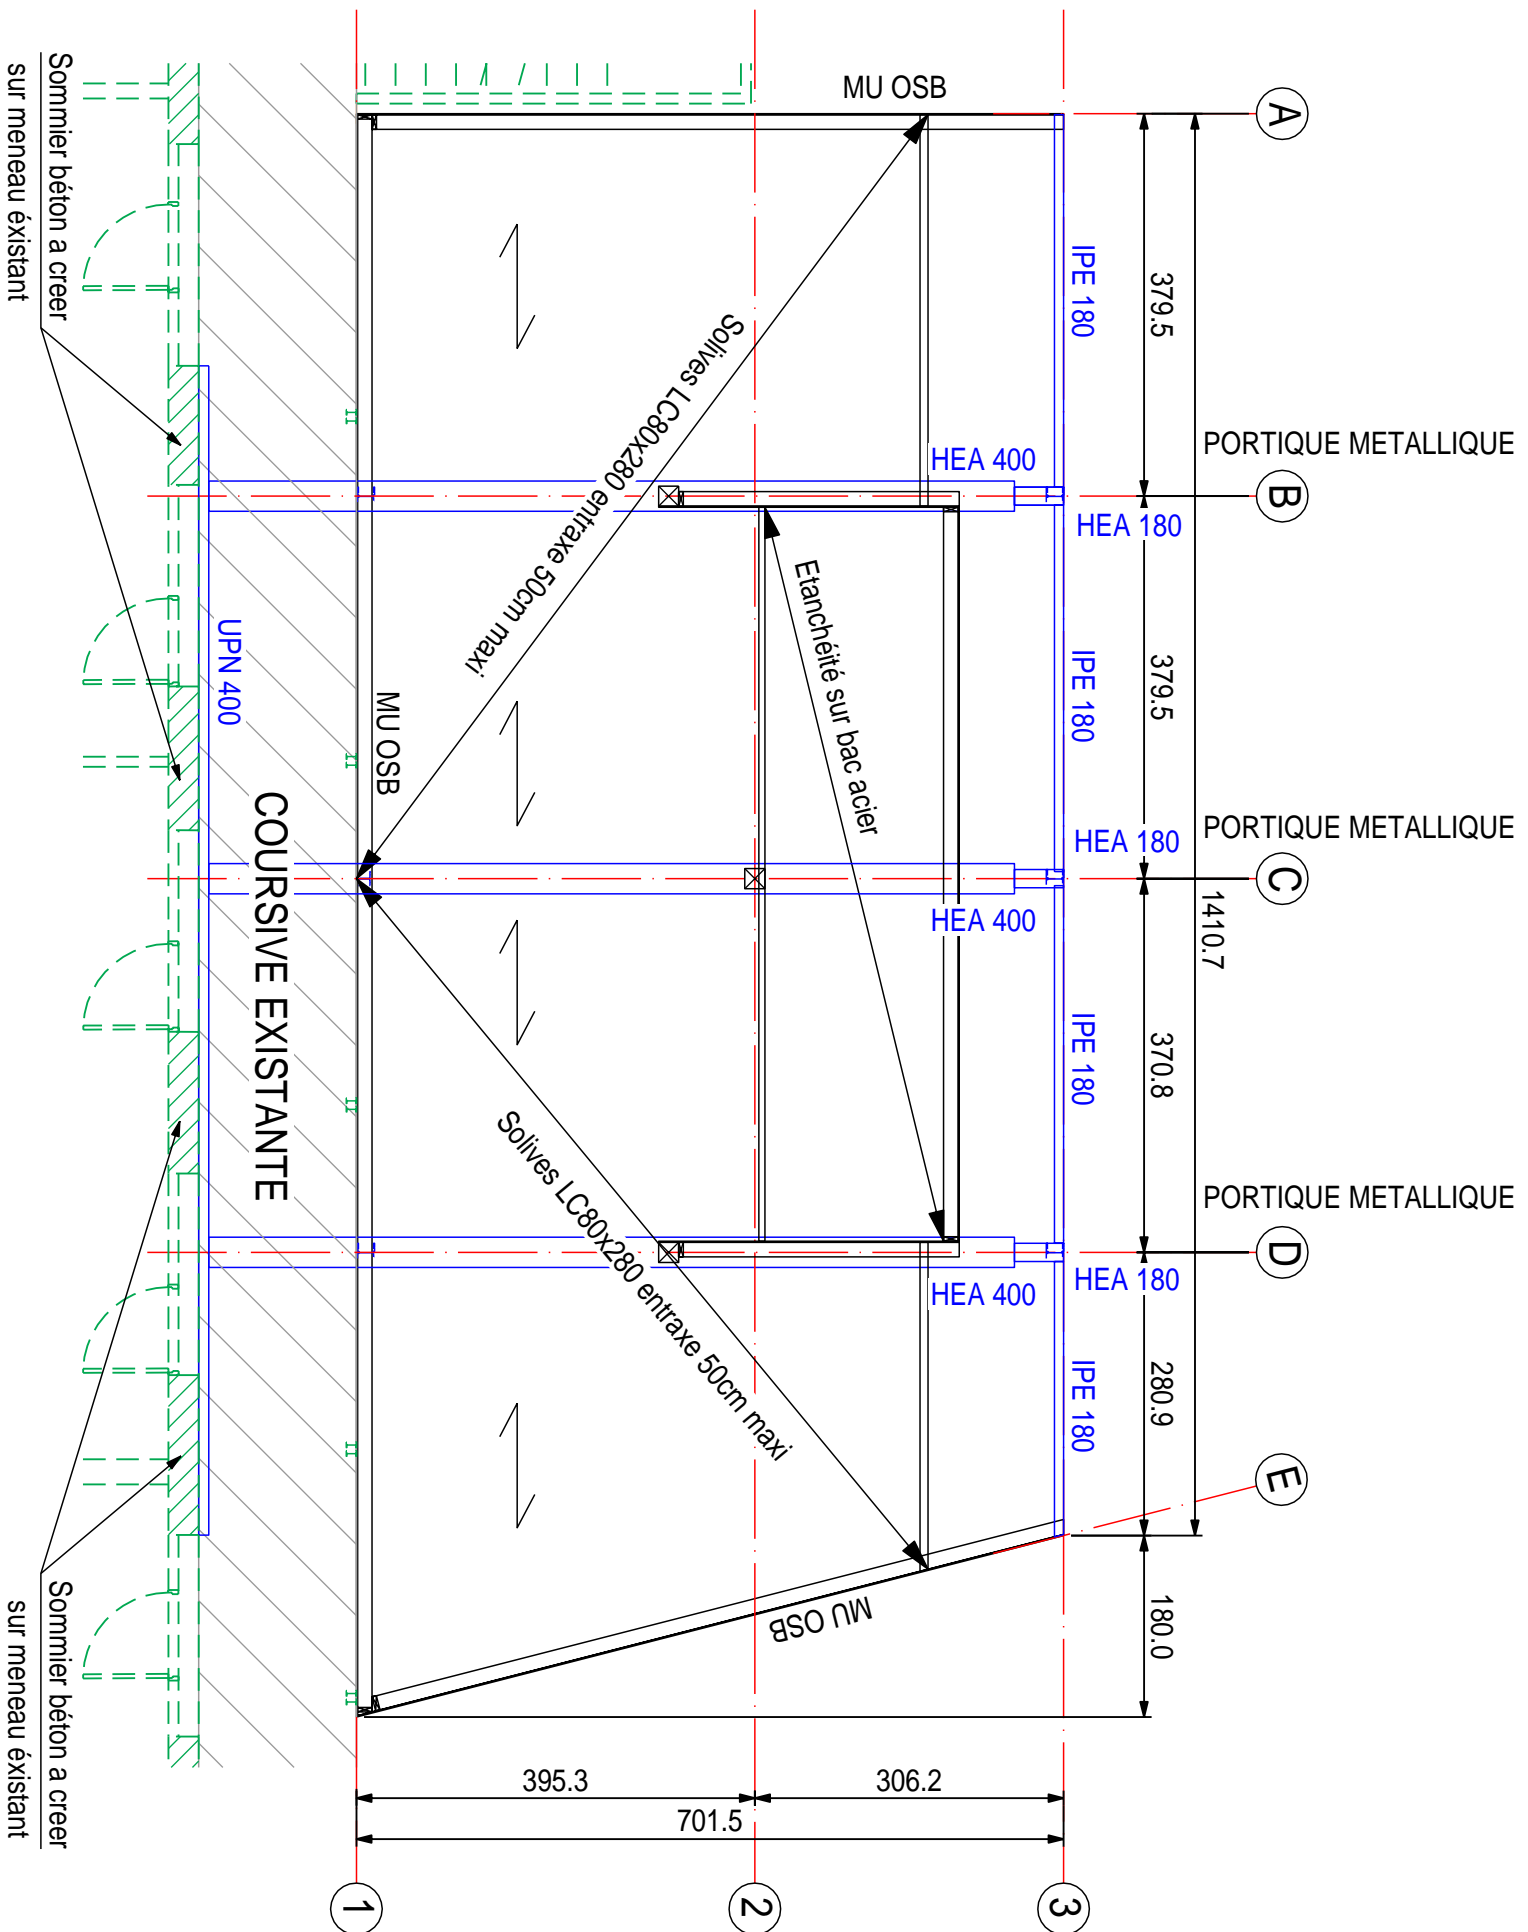 MU OSB
A
IPE 180
379.5
Sommier béton a creer
sur meneau éxistant
Solives LC80x280 entraxe 50cm maxi
HEA 400
PORTIQUE METALLIQUE
B
HEA 180
Etanchéité sur bac acier
IPE 180
379.5
UPN 400
MU OSB
COURSIVE EXISTANTE
PORTIQUE METALLIQUE
HEA 180
C
HEA 400
1410.7
IPE 180
370.8
Solives LC80x280 entraxe 50cm maxi
PORTIQUE METALLIQUE
D
HEA 180
HEA 400
IPE 180
280.9
E
MU OSB
180.0
Sommier béton a creer
sur meneau éxistant
395.3
306.2
701.5
1
2
3